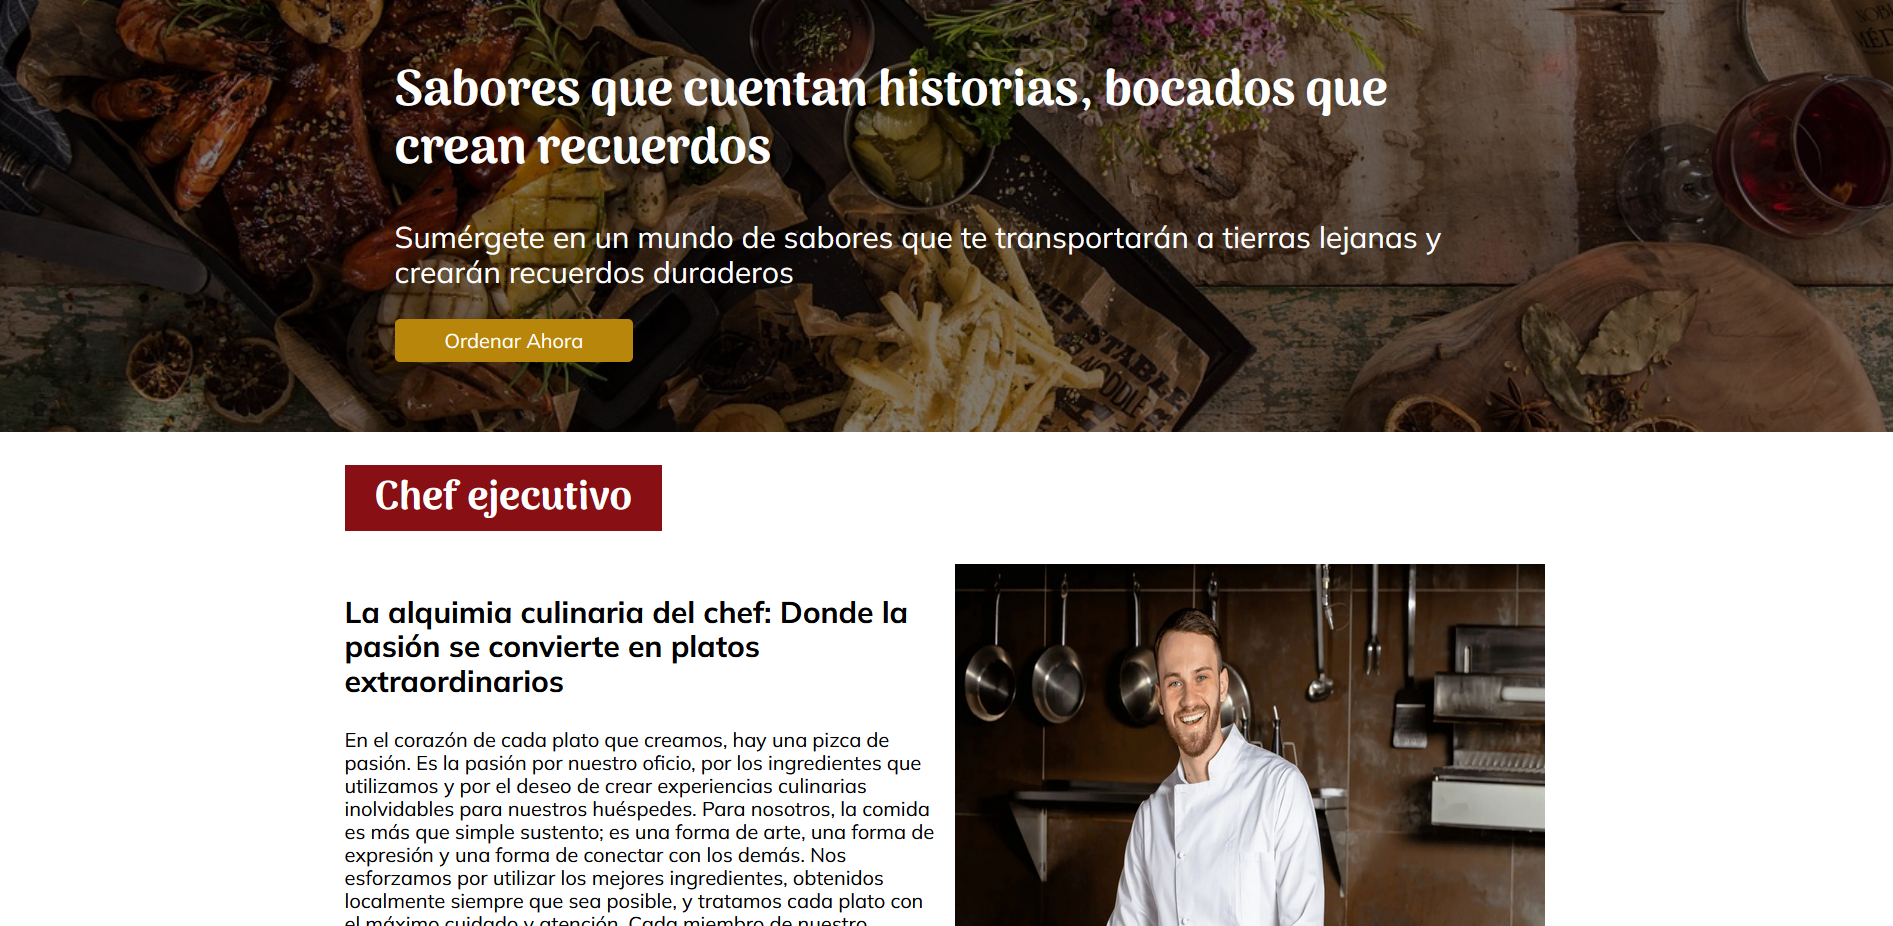 Sabores que cuentan historias, bocados que
crean recuerdos
Sumérgete en un mundo de sabores que te transportarán a tierras lejanas y
crearán recuerdos duraderos
Ordenar Ahora
Chef ejecutivo
La alquimia culinaria del chef: Donde la
pasión se convierte en platos
extraordinarios
En el corazón de cada plato que creamos, hay una pizca de
pasión. Es la pasión por nuestro oficio, por los ingredientes que
utilizamos y por el deseo de crear experiencias culinarias
inolvidables para nuestros huéspedes. Para nosotros, la comida
es más que simple sustento; es una forma de arte, una forma de
expresión y una forma de conectar con los demás. Nos
esforzamos por utilizar los mejores ingredientes, obtenidos
localmente siempre que sea posible, y tratamos cada plato con
el máximo cuidado y atención. Cada miembro de nuestro